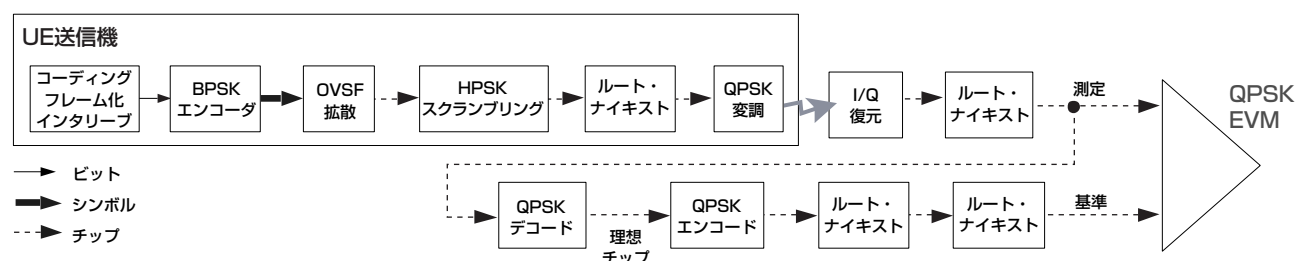 UE送信機
コーディング
フレーム化
インタリーブ
BPSK
エンコーダ
OVSF
拡散
HPSK
スクランブリング
ルート・
ナイキスト
QPSK
変調
I/Q
復元
ルート・
ナイキスト
測定
QPSK
EVM
ビット
シンボル
チップ
QPSK
デコード
理想
チップ
QPSK
エンコード
ルート・
ナイキスト
ルート・
ナイキスト
基準